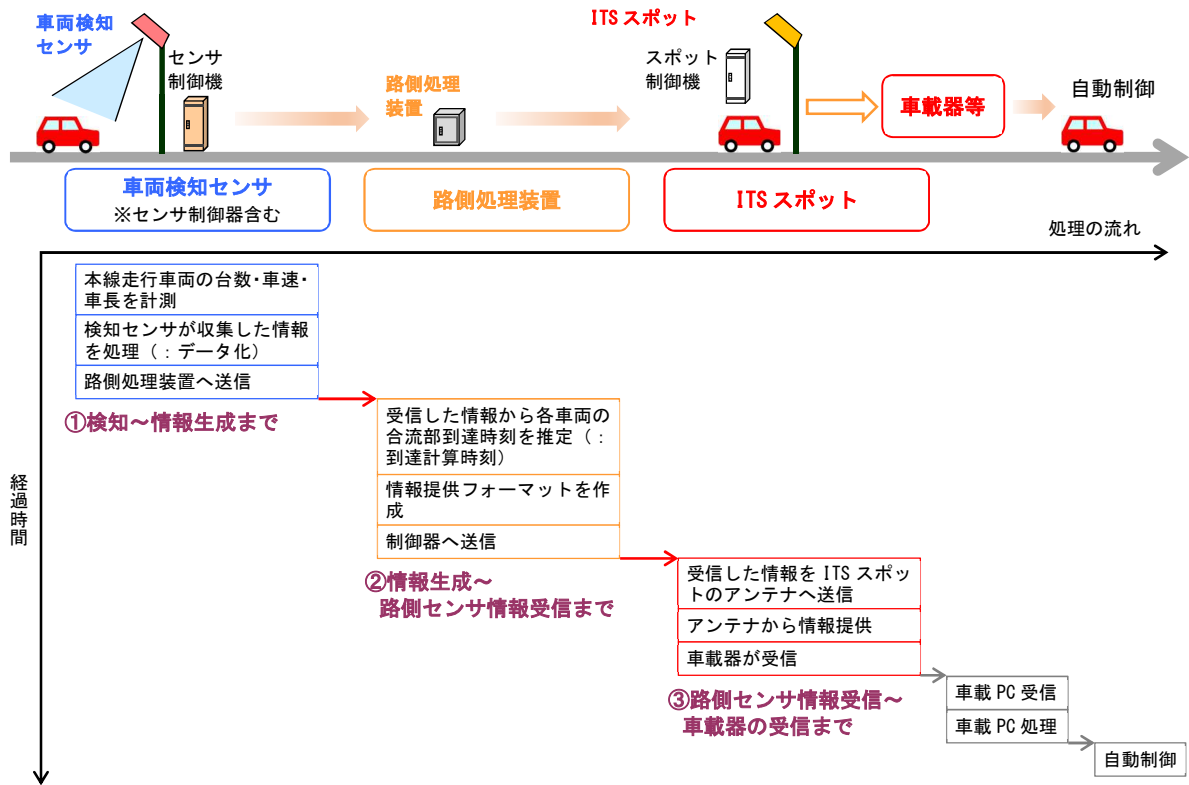 車両検知
センサ
センサ
制御機
路側処理
装置
ITSスポット
スポット
制御機
車載器等
自動制御
車両検知センサ
※センサ制御器含む
路側処理装置
ITSスポット
処理の流れ
本線走行車両の台数・車速・
車長を計測
検知センサが収集した情報
を処理（：データ化）
路側処理装置へ送信
①検知～情報生成まで
受信した情報から各車両の
合流部到達時刻を推定（：
到達計算時刻）
情報提供フォーマットを作
成
制御器へ送信
②情報生成～
路側センサ情報受信まで
受信した情報を ITS スポッ
トのアンテナへ送信
アンテナから情報提供
車載器が受信
③路側センサ情報受信～
車載器の受信まで
車載 PC 受信
車載 PC 処理
自動制御
経過時間